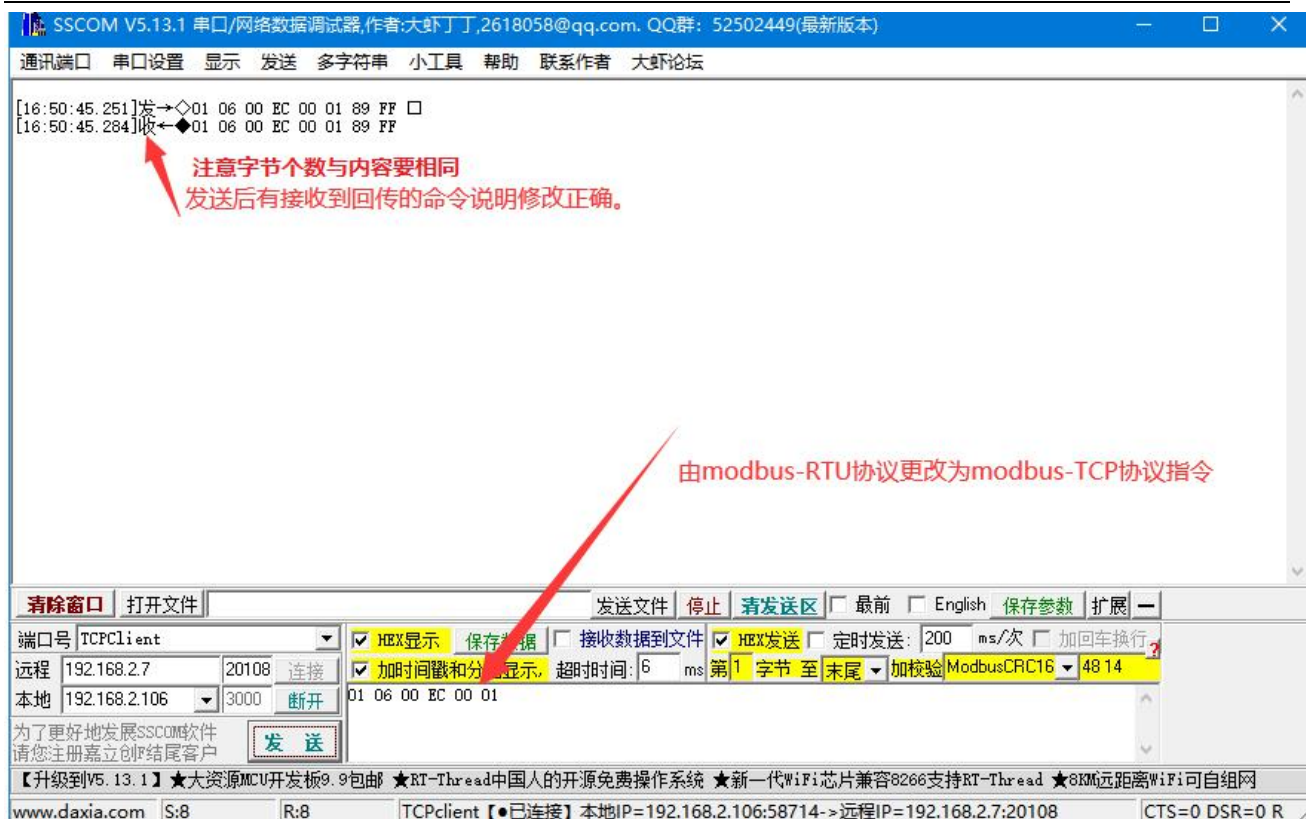 SSCOM V5.13.1 串口/网络数据调试器,作者:大虾丁丁,2618058@qq.com. QQ群: 52502449(最新版本)
通讯端口 串口设置 显示 发送 多字符串 小工具 帮助 联系作者 大虾论坛
[16:50:45.251]发→◇01 06 00 EC 00 01 89 FF □
[16:50:45.284]收←◆01 06 00 EC 00 01 89 FF
注意字节个数与内容要相同
发送后有接收到回传的命令说明修改正确。
由modbus-RTU协议更改为modbus-TCP协议指令
清除窗口 打开文件 发送文件 停止 清发送区 最前 English 保存参数 扩展 —
端口号 TCPClient HEX显示 保存数据 接收数据到文件 HEX发送 定时发送: 200 ms/次 加回车换行 ?
远程 192.168.2.7 20108 连接 加时间戳和分包显示, 超时时间: 6 ms 第 1 字节 至 末尾 加校验 ModbusCRC16 48 14
本地 192.168.2.106 3000 断开 01 06 00 EC 00 01
为了更好地发展SSCOM软件
请您注册嘉立创F结尾客户 发 送
【升级到V5.13.1】★大资源MCU开发板9.9包邮 ★RT-Thread中国人的开源免费操作系统 ★新一代WiFi芯片兼容8266支持RT-Thread ★8KM远距离WiFi可自组网
www.daxia.com S:8 R:8 TCPclient【●已连接】本地IP=192.168.2.106:58714->远程IP=192.168.2.7:20108 CTS=0 DSR=0 R